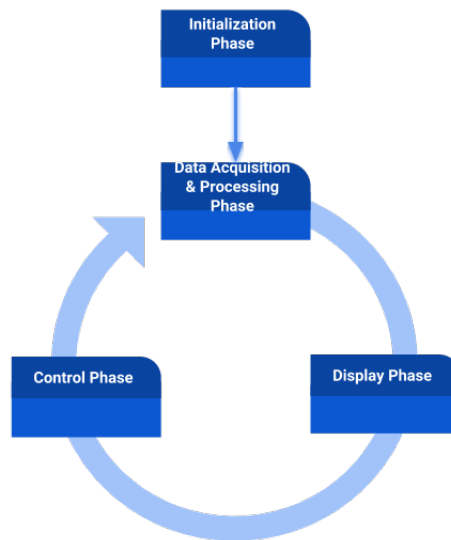 Initialization
Phase
Data Acquisition
& Processing
Phase
Control Phase
Display Phase